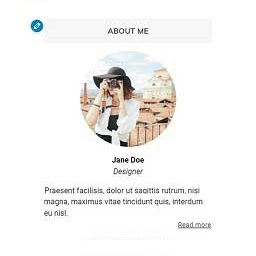 ABOUT ME
Jane Doe
Designer
Praesent facilisis, dolor ut sagittis rutrum, nisi
magna, maximus vitae tincidunt quis, interdum
eu nisl.
Read more